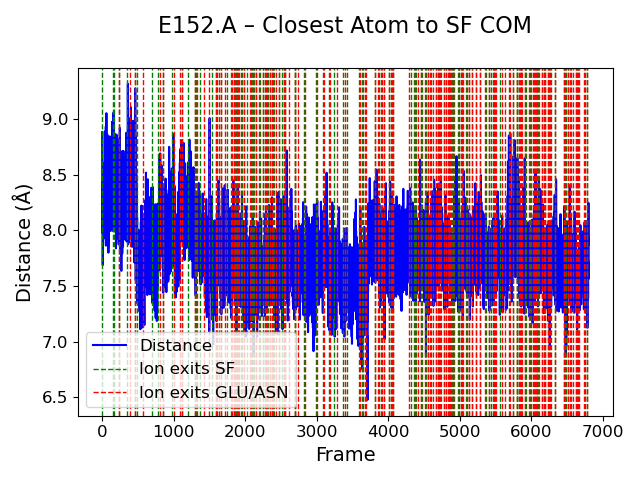 E152.A – Closest Atom to SF COM
Distance (Å)
9.0
8.5
8.0
7.5
7.0
6.5
Distance
Ion exits SF
Ion exits GLU/ASN
0 1000 2000 3000 4000 5000 6000 7000
Frame